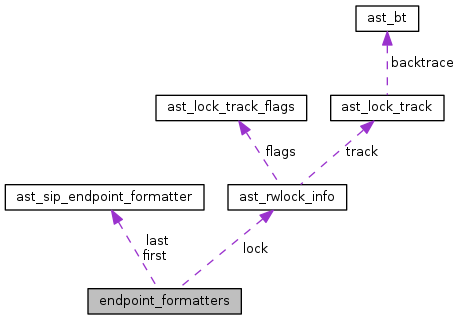 ast_bt
backtrace
ast_lock_track_flags
ast_lock_track
flags
track
ast_sip_endpoint_formatter
ast_rwlock_info
last
first
lock
endpoint_formatters